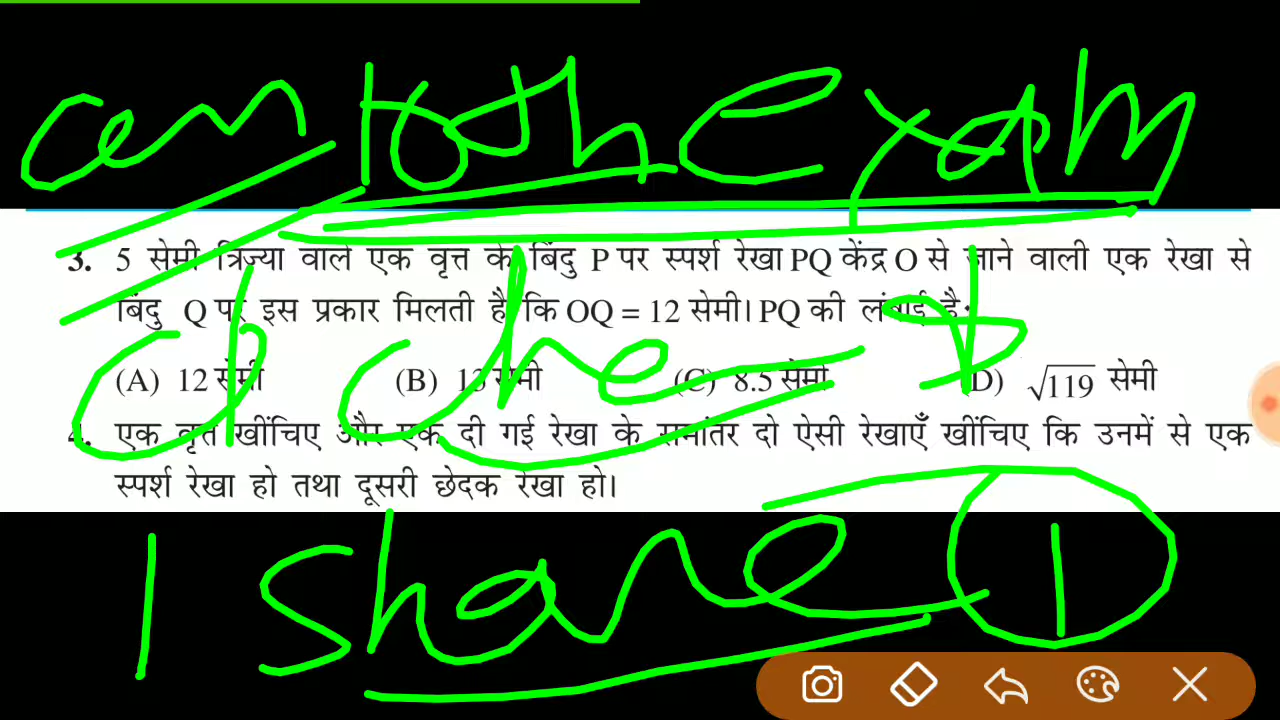 10th Exam
3. 5 सेमी त्रिज्या वाले एक वृत्त के बिंदु P पर स्पर्श रेखा PQ केंद्र O से जाने वाली एक रेखा से
बिंदु Q पर इस प्रकार मिलती है कि OQ = 12 सेमी। PQ की लंबाई है:
(A) 12 सेमी (B) 13 सेमी (C) 8.5 सेमी (D) √119 सेमी
4. एक वृत्त खींचिए और एक दी गई रेखा के समांतर दो ऐसी रेखाएँ खींचिए कि उनमें से एक
स्पर्श रेखा हो तथा दूसरी छेदक रेखा हो।
1 share 1